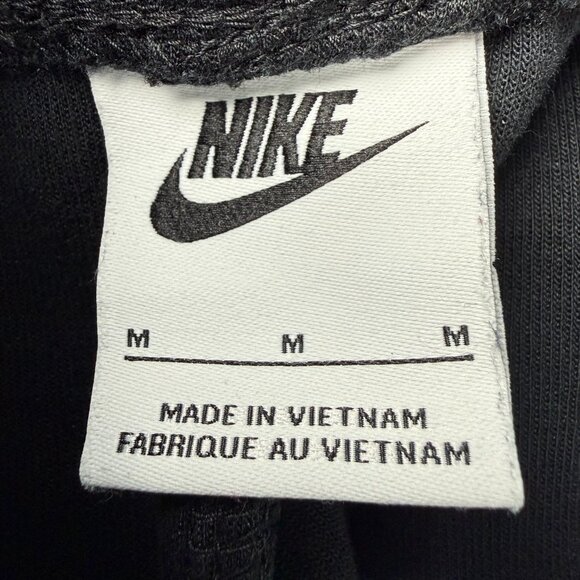 NIKE
M M M
MADE IN VIETNAM
FABRIQUE AU VIETNAM